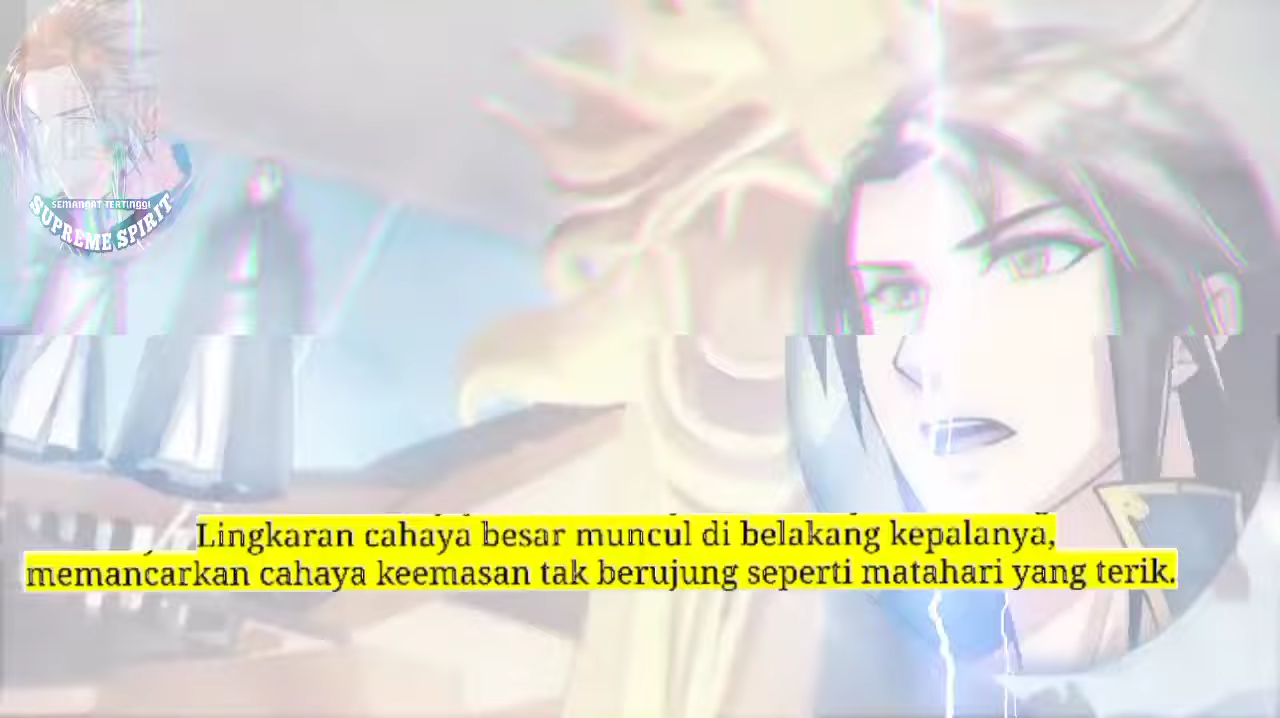 SEMANGAT TERTINGGI
SUPREME SPIRIT
Lingkaran cahaya besar muncul di belakang kepalanya,
memancarkan cahaya keemasan tak berujung seperti matahari yang terik.